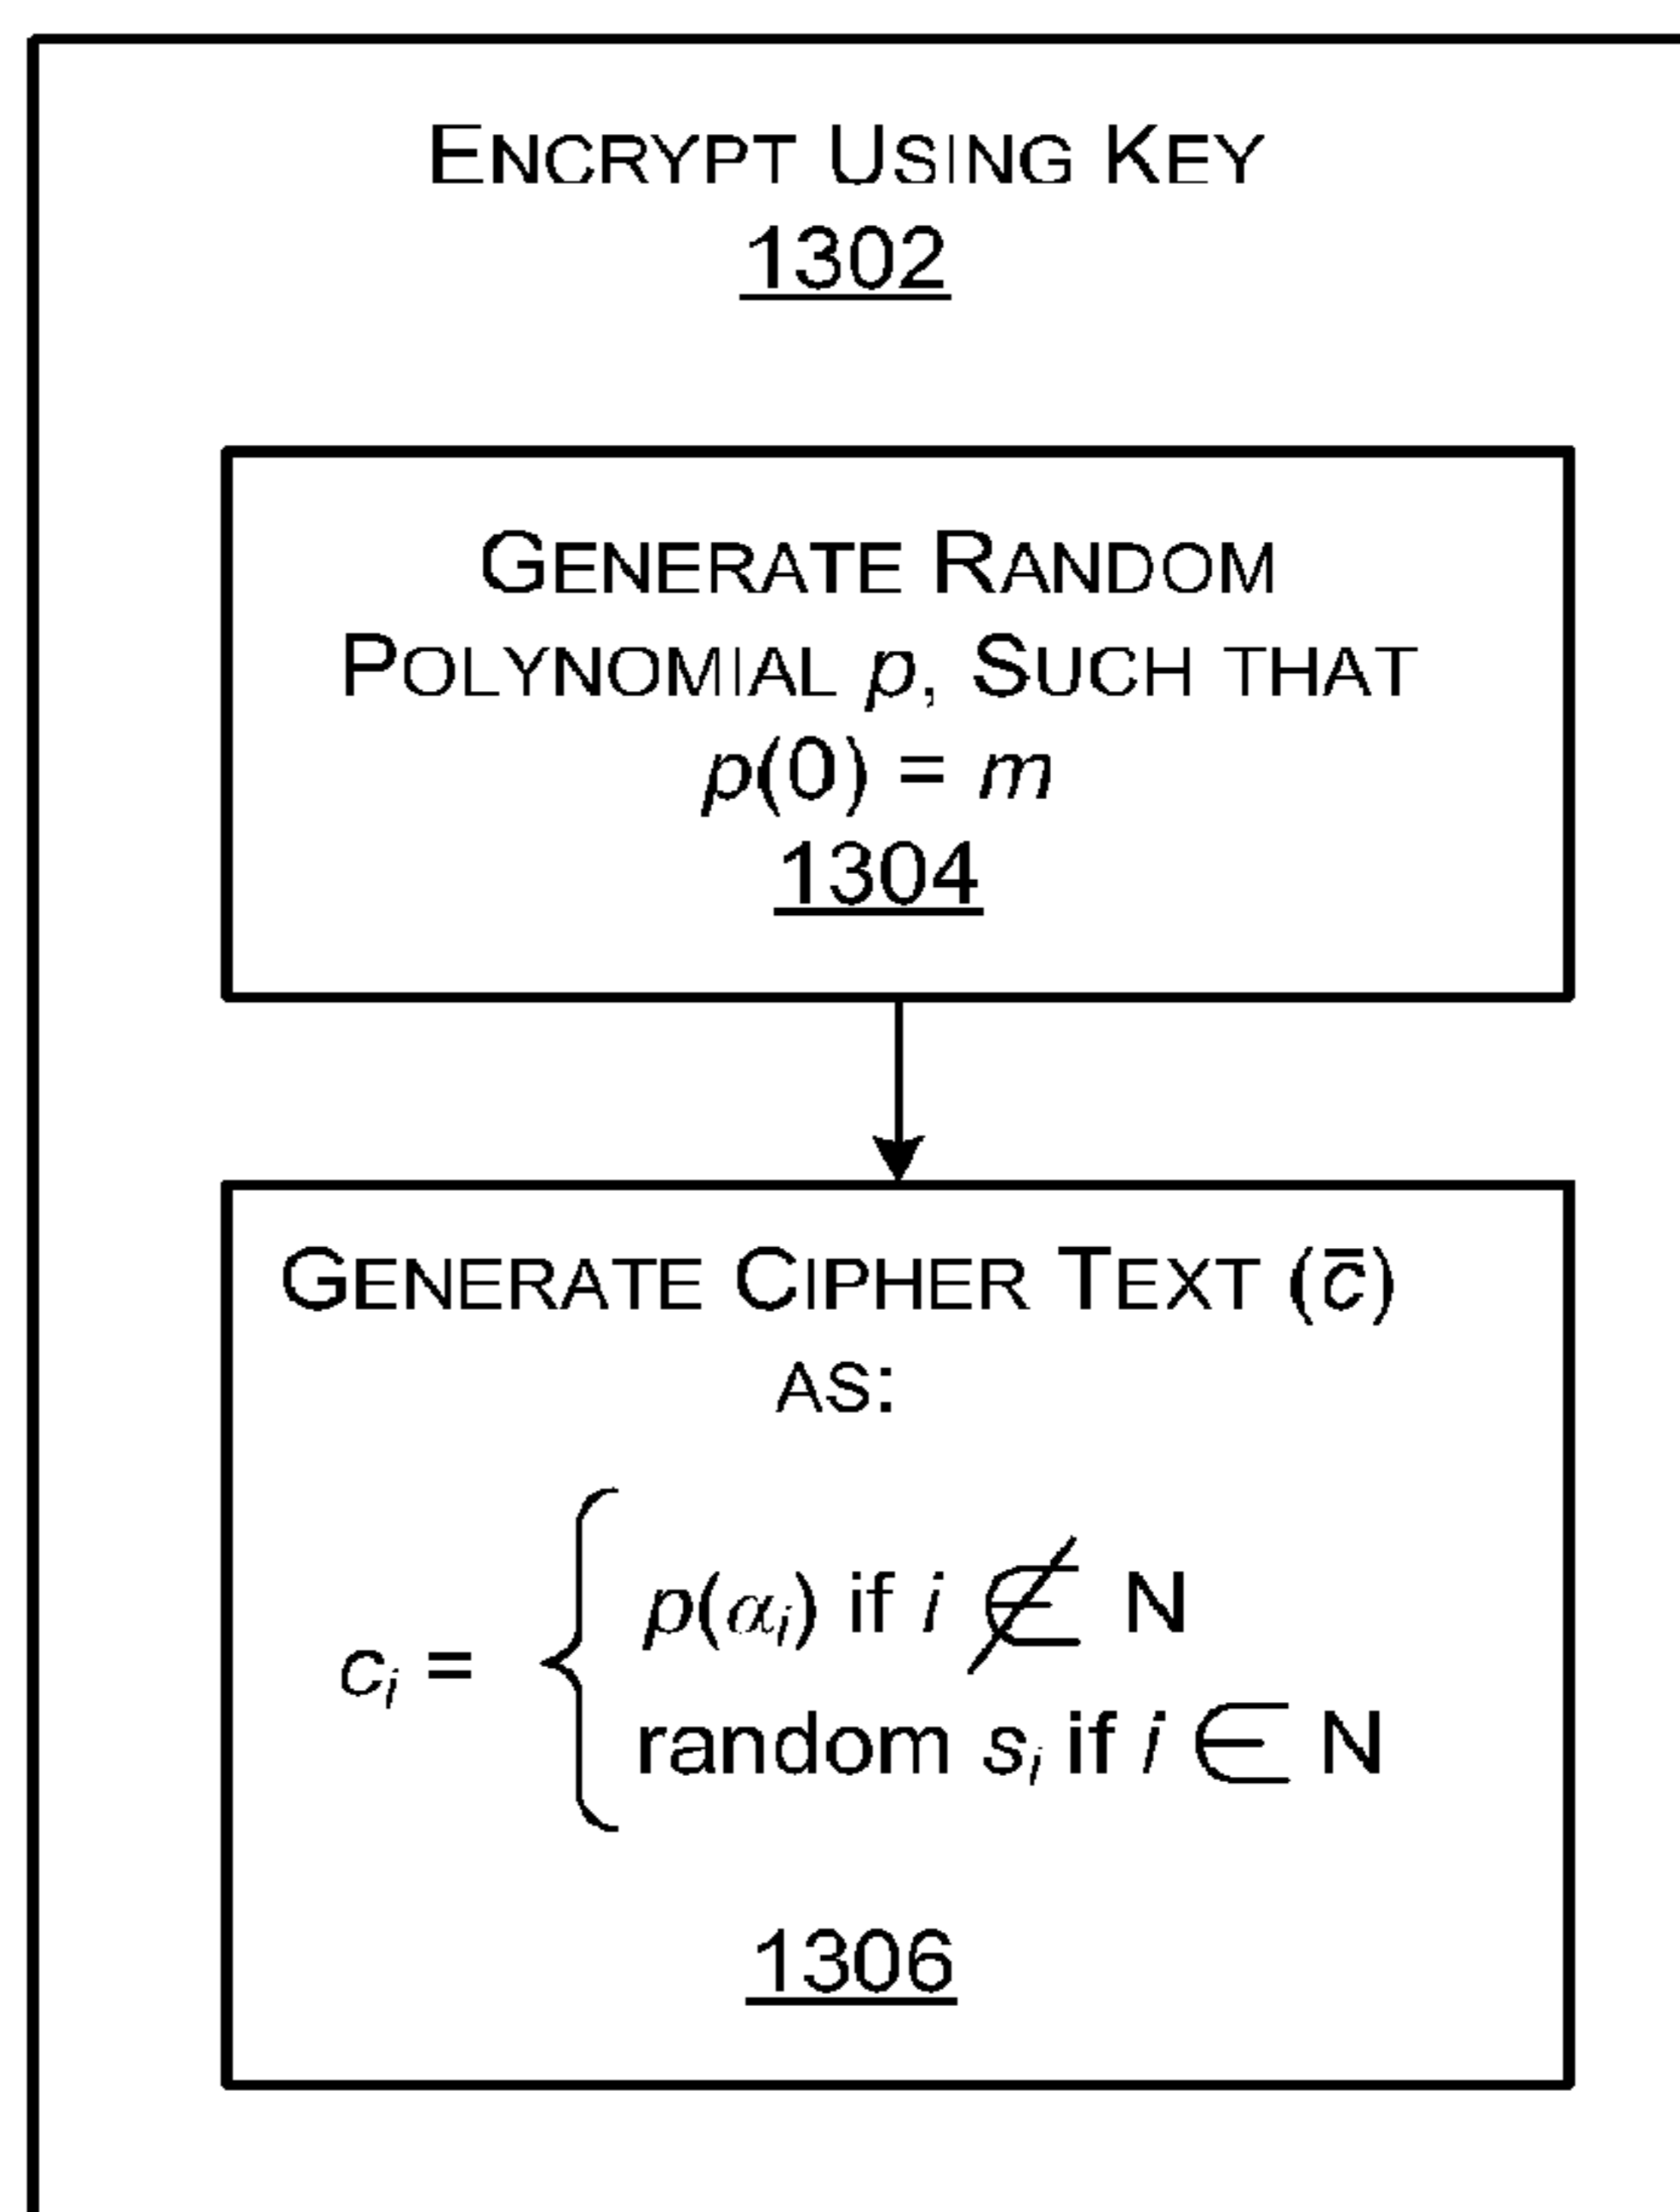 ENCRYPT USING KEY
1302
GENERATE RANDOM
POLYNOMIAL p, SUCH THAT
p(0) = m
1304
GENERATE CIPHER TEXT (c̄)
AS:
p(αᵢ) if i ∉ N
cᵢ =
random sᵢ if i ∈ N
1306